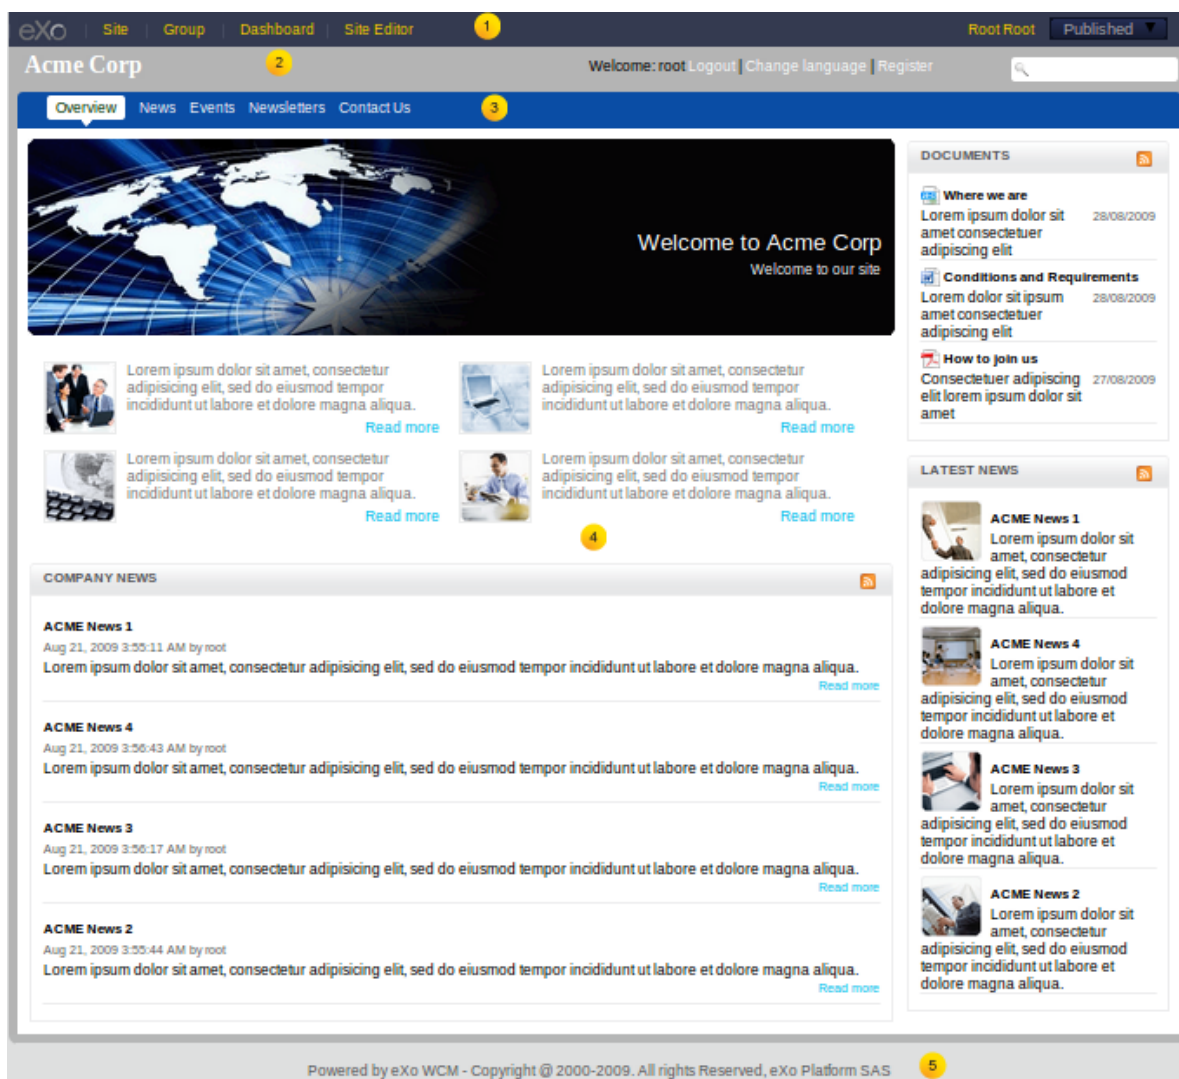 eXo | Site | Group | Dashboard | Site Editor 1 Root Root Published
Acme Corp 2 Welcome: root Logout | Change language | Register
Overview News Events Newsletters Contact Us 3
Welcome to Acme Corp
Welcome to our site
Lorem ipsum dolor sit amet, consectetur
adipisicing elit, sed do eiusmod tempor
incididunt ut labore et dolore magna aliqua.
Read more
Lorem ipsum dolor sit amet, consectetur
adipisicing elit, sed do eiusmod tempor
incididunt ut labore et dolore magna aliqua.
Read more
Lorem ipsum dolor sit amet, consectetur
adipisicing elit, sed do eiusmod tempor
incididunt ut labore et dolore magna aliqua.
Read more
Lorem ipsum dolor sit amet, consectetur
adipisicing elit, sed do eiusmod tempor
incididunt ut labore et dolore magna aliqua.
Read more
4
COMPANY NEWS
ACME News 1
Aug 21, 2009 3:55:11 AM by root
Lorem ipsum dolor sit amet, consectetur adipisicing elit, sed do eiusmod tempor incididunt ut labore et dolore magna aliqua.
Read more
ACME News 4
Aug 21, 2009 3:56:43 AM by root
Lorem ipsum dolor sit amet, consectetur adipisicing elit, sed do eiusmod tempor incididunt ut labore et dolore magna aliqua.
Read more
ACME News 3
Aug 21, 2009 3:56:17 AM by root
Lorem ipsum dolor sit amet, consectetur adipisicing elit, sed do eiusmod tempor incididunt ut labore et dolore magna aliqua.
Read more
ACME News 2
Aug 21, 2009 3:55:44 AM by root
Lorem ipsum dolor sit amet, consectetur adipisicing elit, sed do eiusmod tempor incididunt ut labore et dolore magna aliqua.
Read more
DOCUMENTS
Where we are
Lorem ipsum dolor sit 28/08/2009
amet consectetuer
adipiscing elit
Conditions and Requirements
Lorem dolor sit ipsum 28/08/2009
amet consectetuer
adipiscing elit
How to join us
Consectetuer adipiscing 27/08/2009
elit lorem ipsum dolor sit
amet
LATEST NEWS
ACME News 1
Lorem ipsum dolor sit
amet, consectetur
adipisicing elit, sed do eiusmod
tempor incididunt ut labore et
dolore magna aliqua.
ACME News 4
Lorem ipsum dolor sit
amet, consectetur
adipisicing elit, sed do eiusmod
tempor incididunt ut labore et
dolore magna aliqua.
ACME News 3
Lorem ipsum dolor sit
amet, consectetur
adipisicing elit, sed do eiusmod
tempor incididunt ut labore et
dolore magna aliqua.
ACME News 2
Lorem ipsum dolor sit
amet, consectetur
adipisicing elit, sed do eiusmod
tempor incididunt ut labore et
dolore magna aliqua.
Powered by eXo WCM - Copyright @ 2000-2009. All rights Reserved, eXo Platform SAS 5